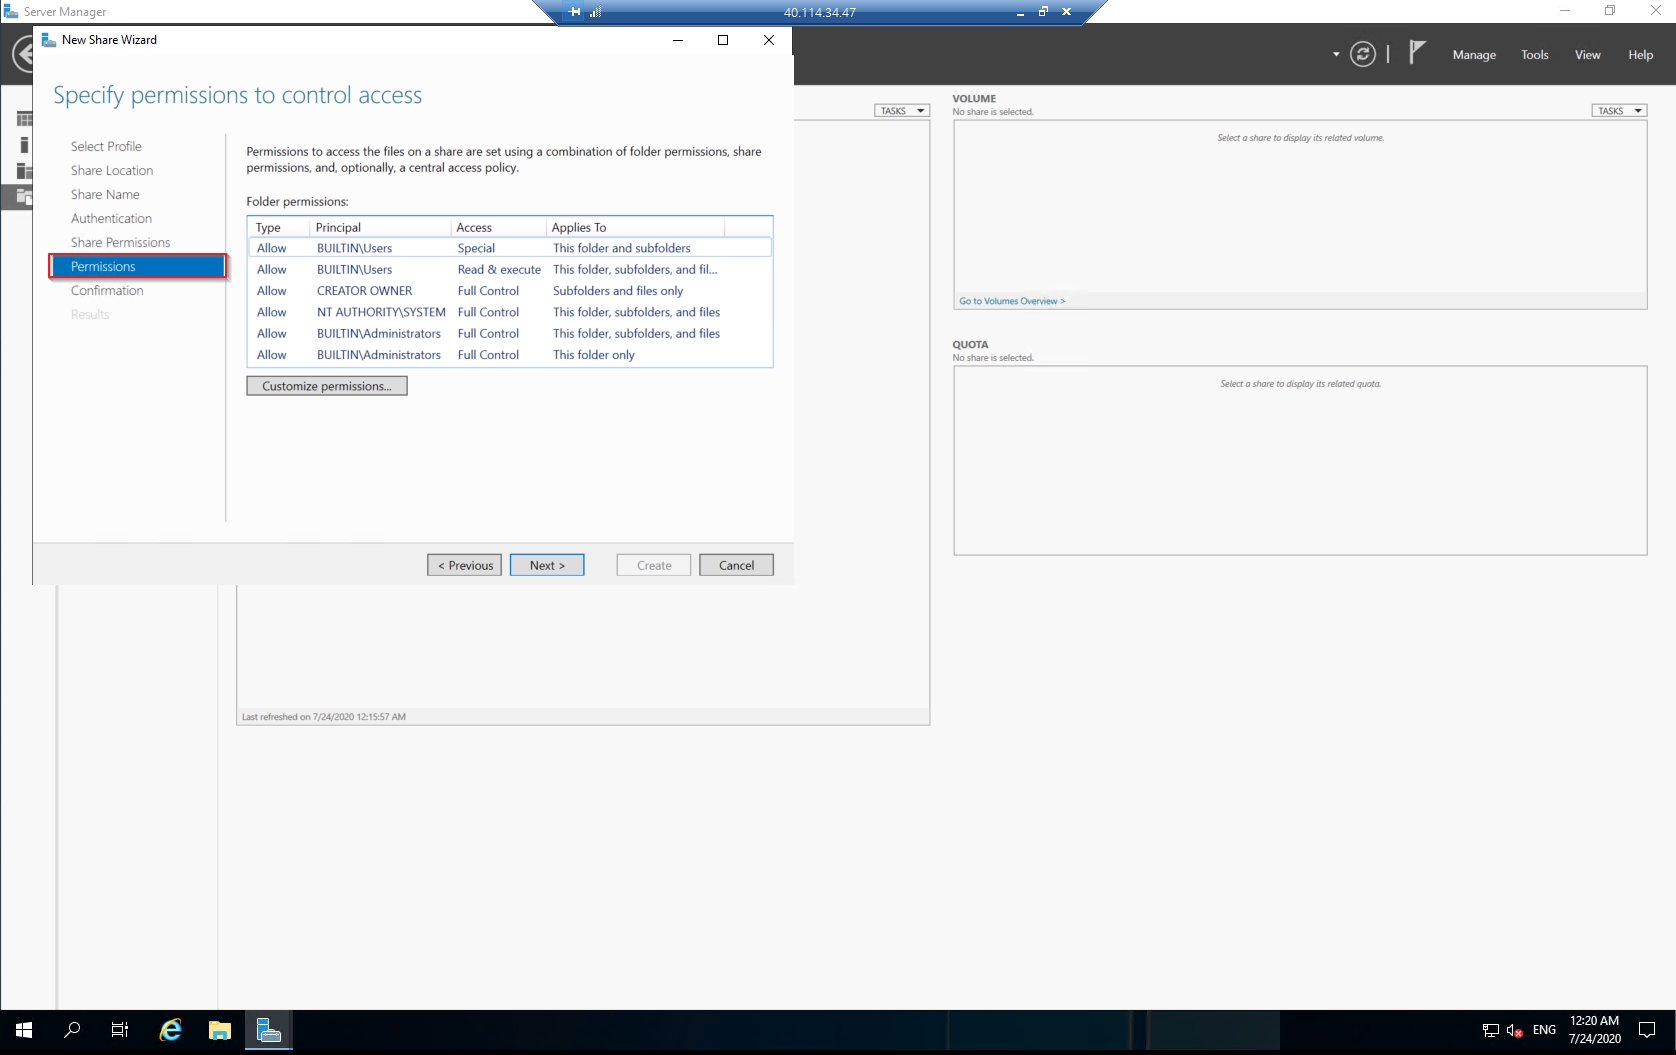 Server Manager
40.114.34.47
New Share Wizard
Manage Tools View Help
Specify permissions to control access
Select Profile
Share Location
Share Name
Authentication
Share Permissions
Permissions
Confirmation
Results
Permissions to access the files on a share are set using a combination of folder permissions, share
permissions, and, optionally, a central access policy.
Folder permissions:
Type Principal Access Applies To
Allow BUILTIN\Users Special This folder and subfolders
Allow BUILTIN\Users Read & execute This folder, subfolders, and fil...
Allow CREATOR OWNER Full Control Subfolders and files only
Allow NT AUTHORITY\SYSTEM Full Control This folder, subfolders, and files
Allow BUILTIN\Administrators Full Control This folder, subfolders, and files
Allow BUILTIN\Administrators Full Control This folder only
Customize permissions...
< Previous Next > Create Cancel
TASKS
VOLUME
No share is selected.
TASKS
Select a share to display its related volume.
Go to Volumes Overview >
QUOTA
No share is selected.
Select a share to display its related quota.
Last refreshed on 7/24/2020 12:15:57 AM
ENG
12:20 AM
7/24/2020